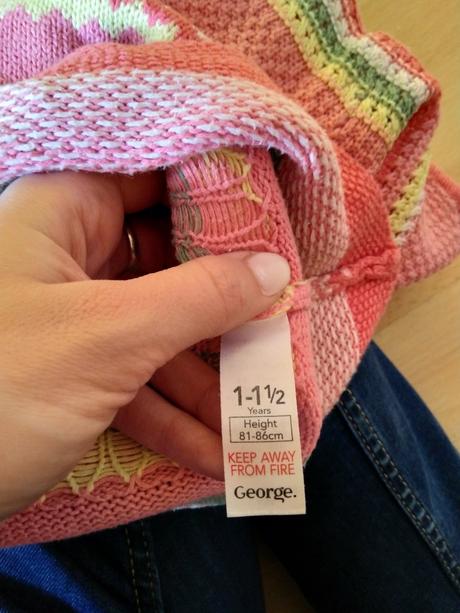 1-1½
Years
Height
81-86cm
KEEP AWAY
FROM FIRE
George.